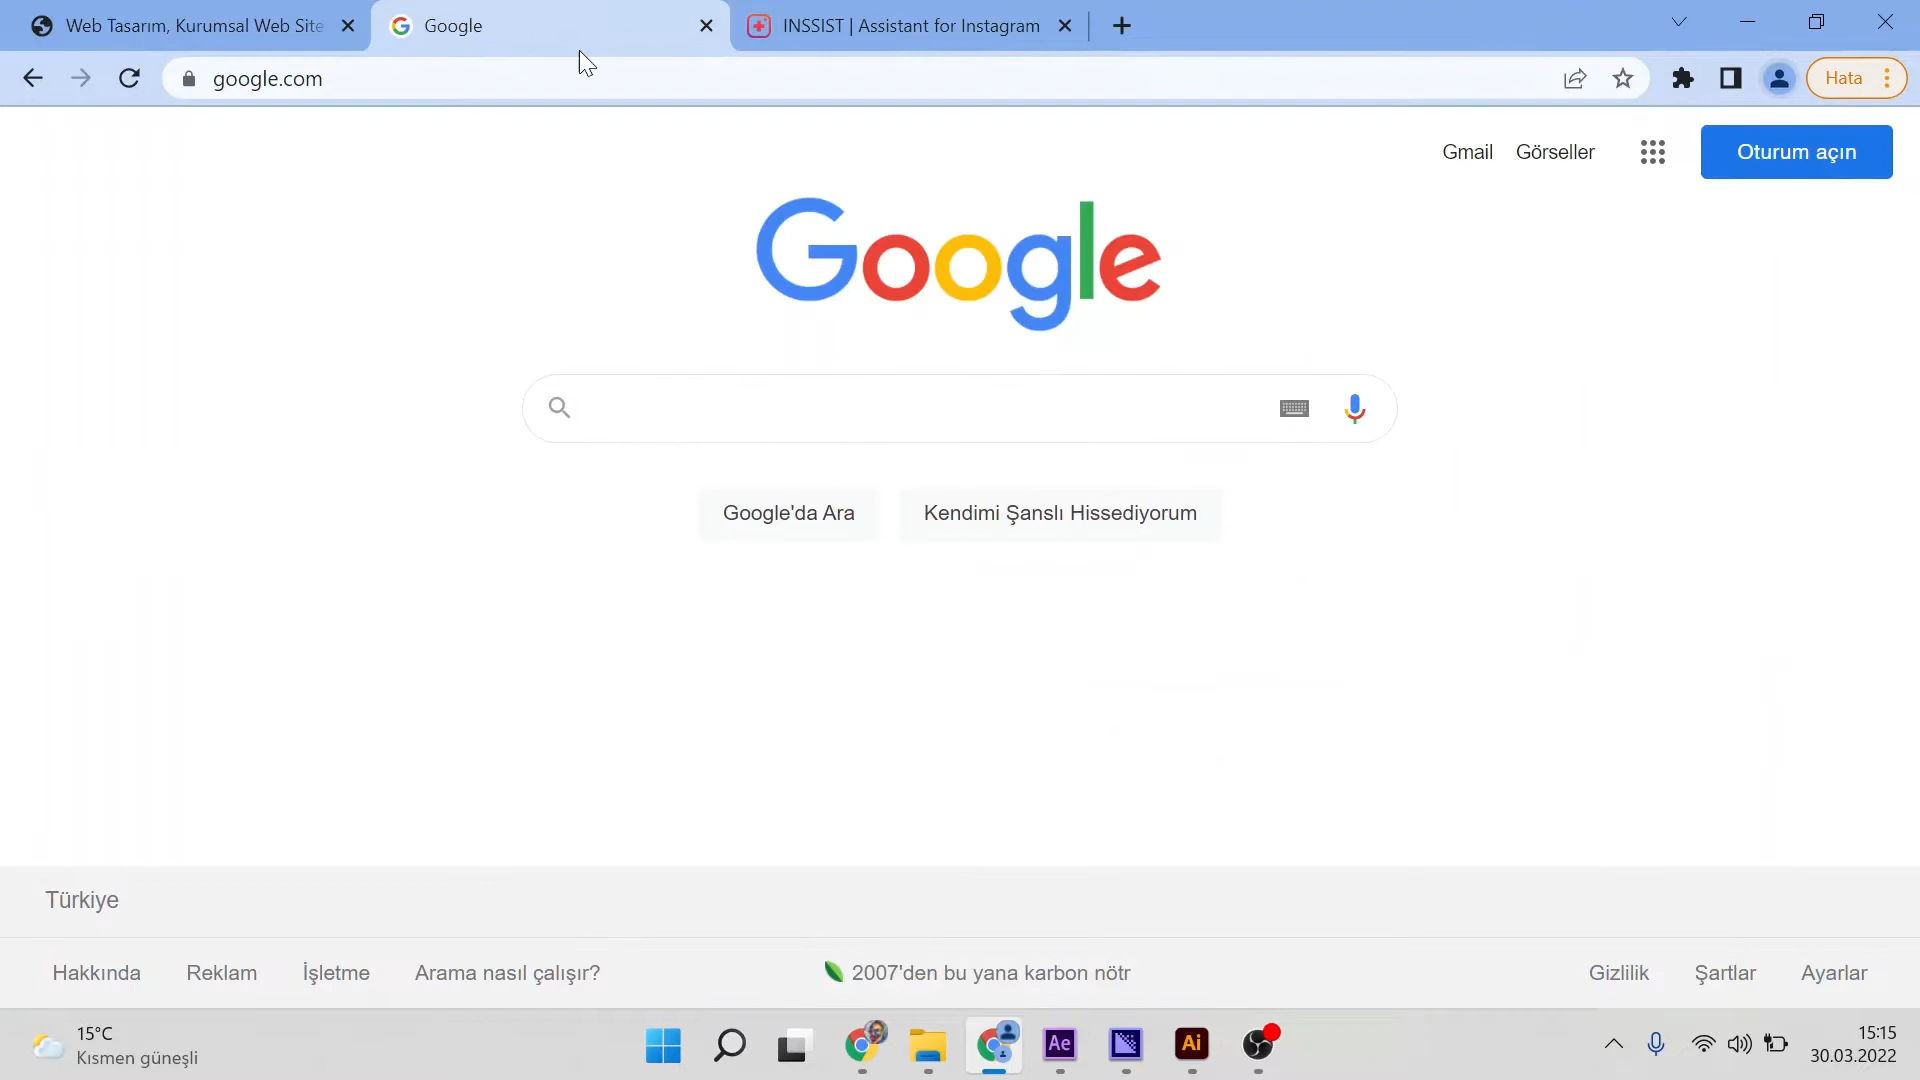 Web Tasarım, Kurumsal Web Site
Google
INSSIST | Assistant for Instagram
google.com
Hata
Gmail
Görseller
Oturum açın
Google
Google'da Ara
Kendimi Şanslı Hissediyorum
Türkiye
Hakkında
Reklam
İşletme
Arama nasıl çalışır?
2007'den bu yana karbon nötr
Gizlilik
Şartlar
Ayarlar
15°C
Kısmen güneşli
Ae
Ai
15:15
30.03.2022